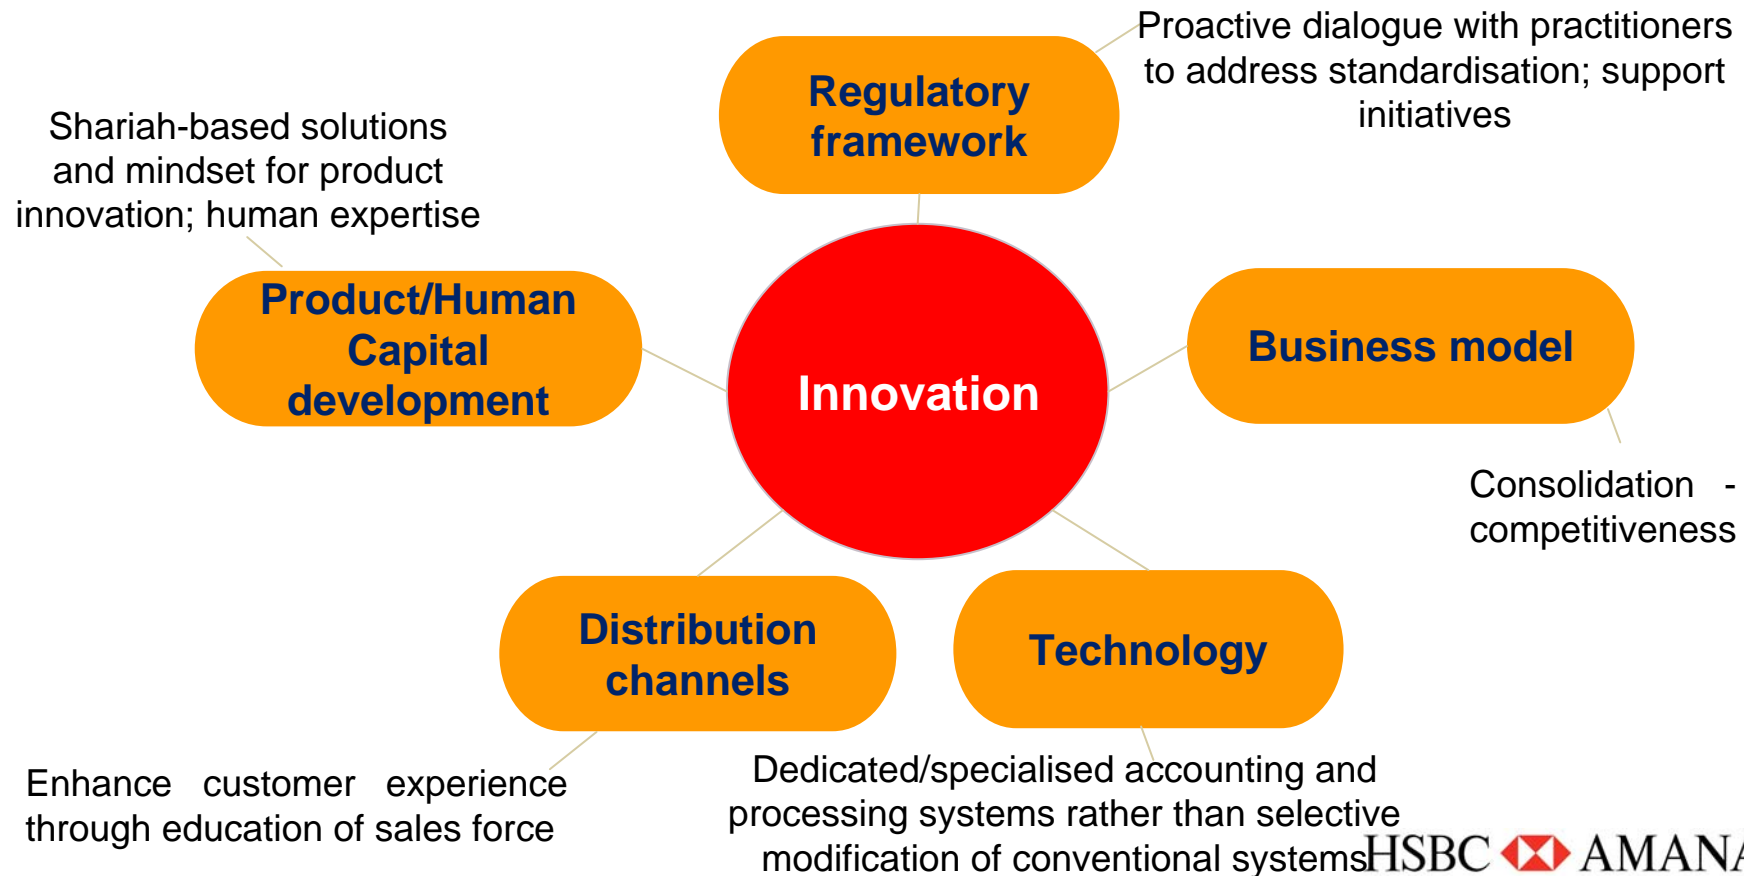 Proactive dialogue with practitioners
to address standardisation; support
initiatives
Regulatory
framework
Shariah-based solutions
and mindset for product
innovation; human expertise
Product/Human
Capital
development
Innovation
Business model
Consolidation -
competitiveness
Distribution
channels
Technology
Enhance customer experience
through education of sales force
Dedicated/specialised accounting and
processing systems rather than selective
modification of conventional systems
HSBC AMANA